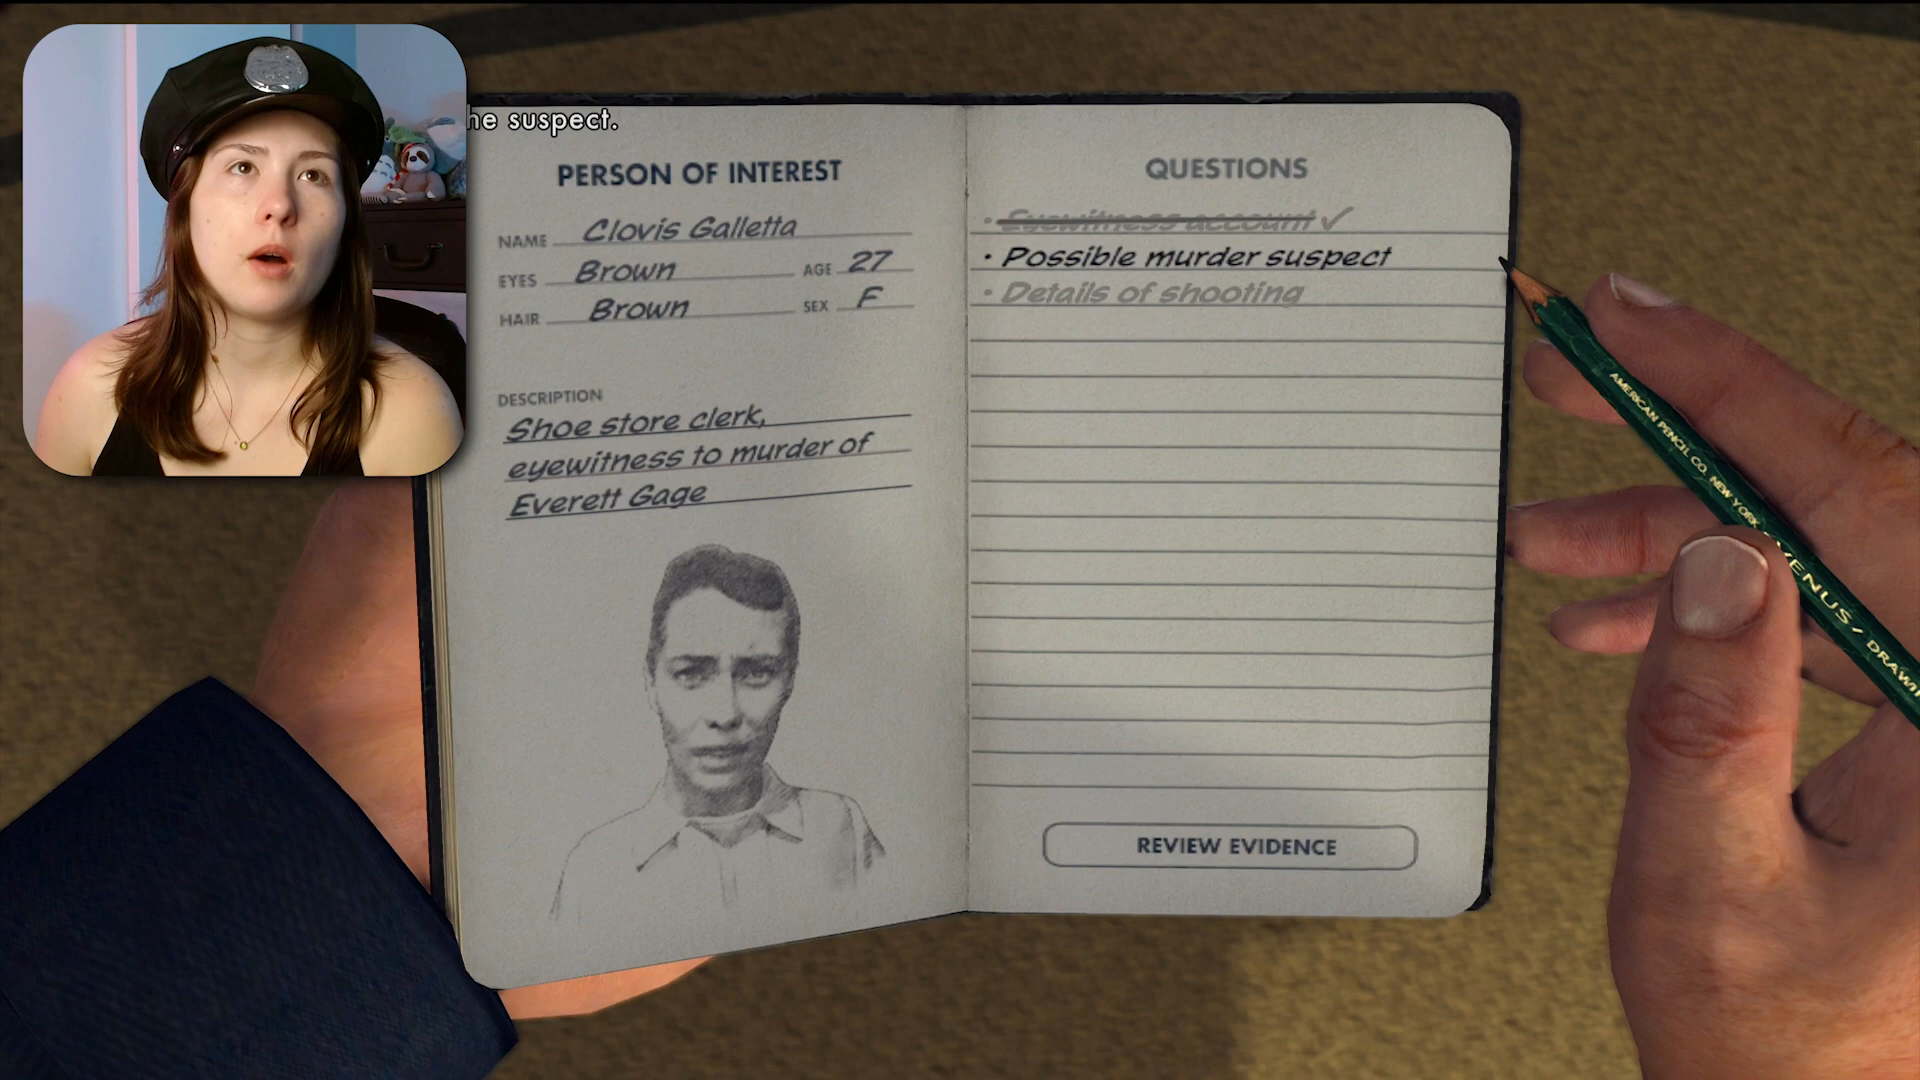 he suspect.
PERSON OF INTEREST
NAME Clovis Galletta
EYES Brown AGE 27
HAIR Brown SEX F
DESCRIPTION
Shoe store clerk,
eyewitness to murder of
Everett Gage
QUESTIONS
• Eyewitness account ✓
• Possible murder suspect
• Details of shooting
REVIEW EVIDENCE
AMERICAN PENCIL CO. NEW YORK VENUS/ DRAWI